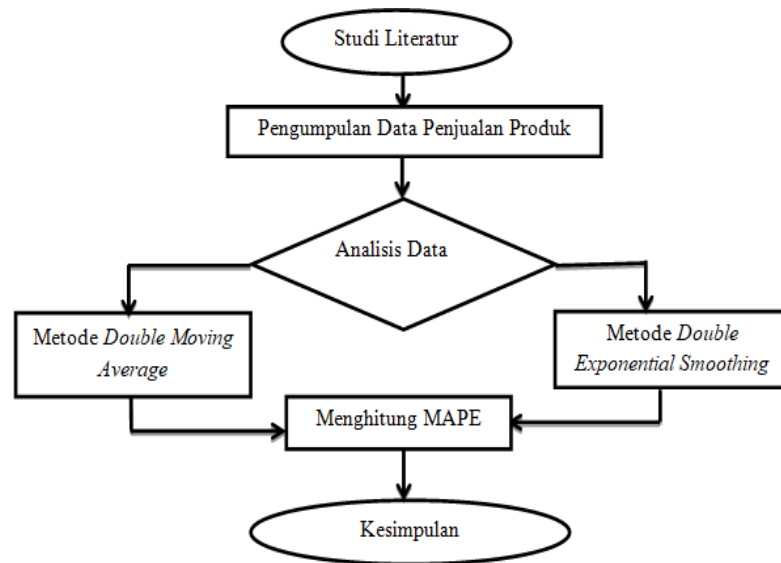 Studi Literatur
Pengumpulan Data Penjualan Produk
Analisis Data
Metode Double Moving
Average
Metode Double
Exponential Smoothing
Menghitung MAPE
Kesimpulan